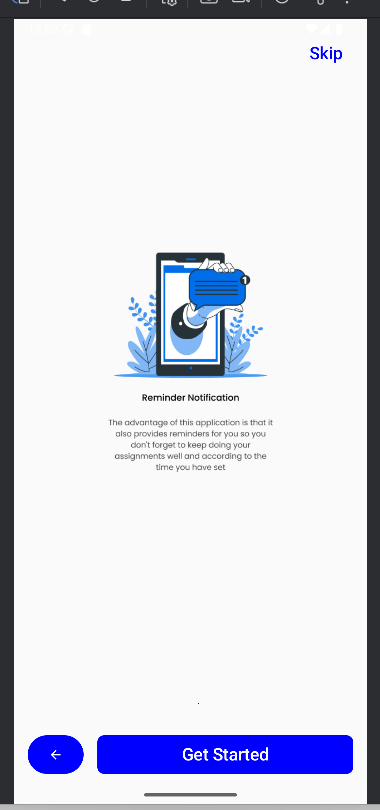 Skip
1
Reminder Notification
The advantage of this application is that it
also provides reminders for you so you
don't forget to keep doing your
assignments well and according to the
time you have set
Get Started